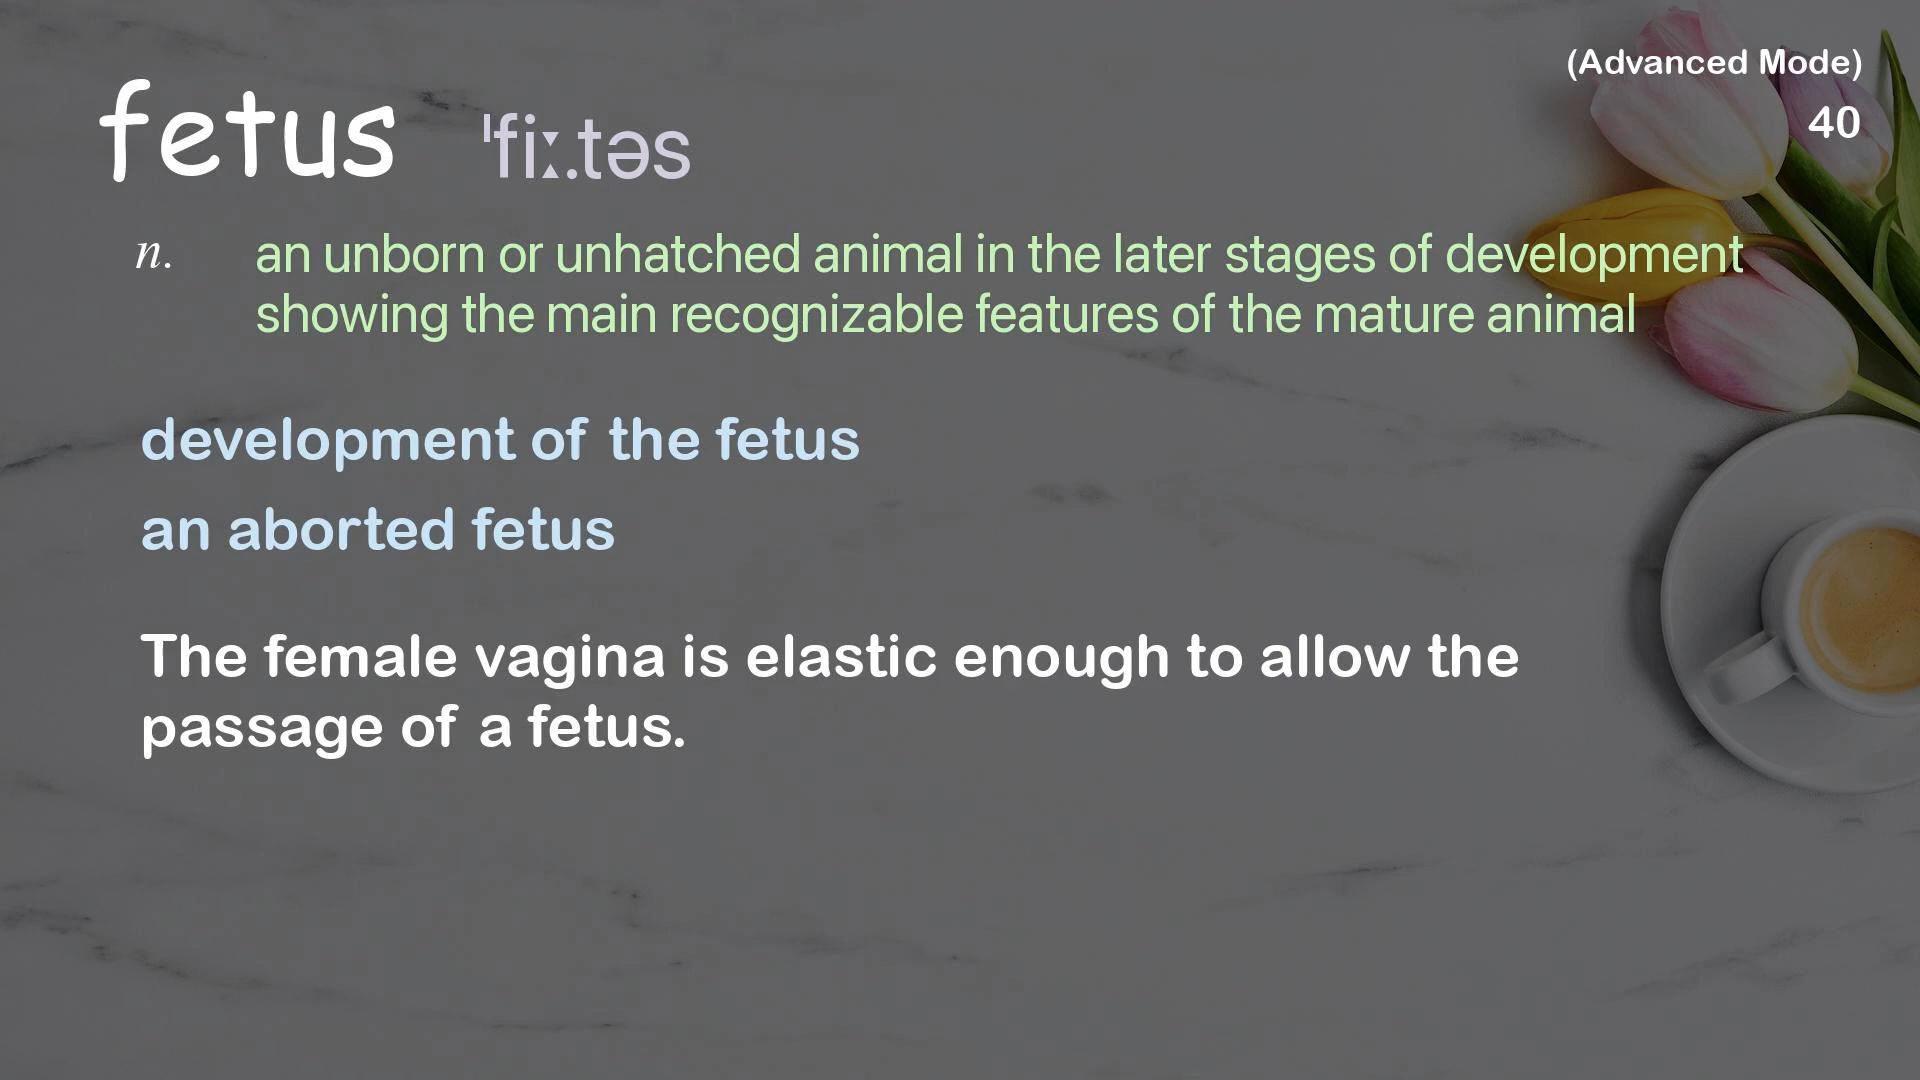 (Advanced Mode)
40
fetus ˈfiː.təs
n. an unborn or unhatched animal in the later stages of development
showing the main recognizable features of the mature animal
development of the fetus
an aborted fetus
The female vagina is elastic enough to allow the
passage of a fetus.